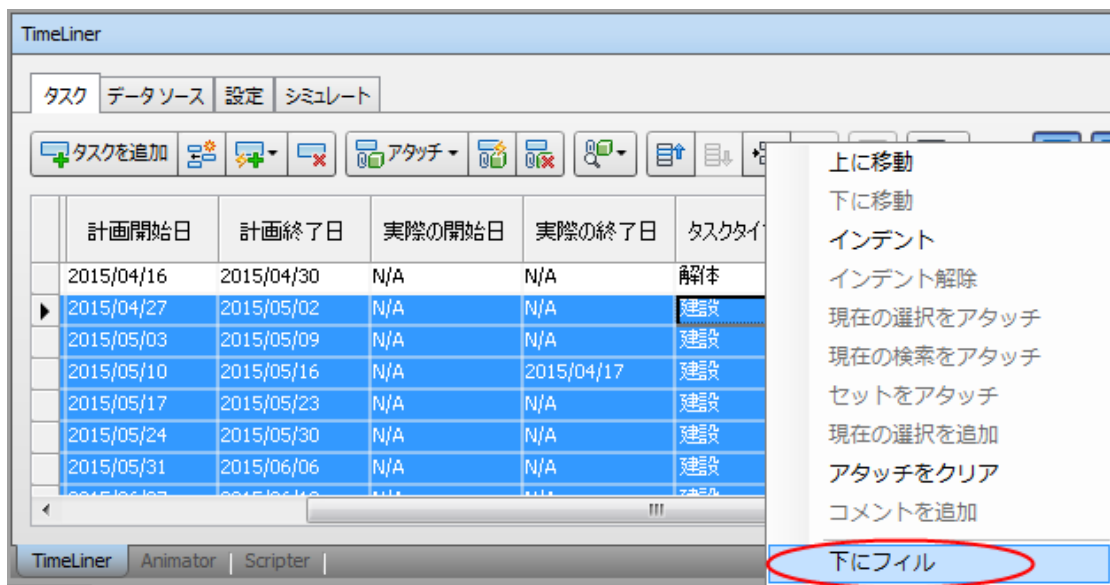 TimeLiner
タスク データ ソース 設定 シミュレート
タスクを追加 アタッチ
計画開始日 計画終了日 実際の開始日 実際の終了日 タスクタイ
2015/04/16 2015/04/30 N/A N/A 解体
2015/04/27 2015/05/02 N/A N/A 建設
2015/05/03 2015/05/09 N/A N/A 建設
2015/05/10 2015/05/16 N/A 2015/04/17 建設
2015/05/17 2015/05/23 N/A N/A 建設
2015/05/24 2015/05/30 N/A N/A 建設
2015/05/31 2015/06/06 N/A N/A 建設
上に移動
下に移動
インデント
インデント解除
現在の選択をアタッチ
現在の検索をアタッチ
セットをアタッチ
現在の選択を追加
アタッチをクリア
コメントを追加
下にフィル
TimeLiner Animator Scripter